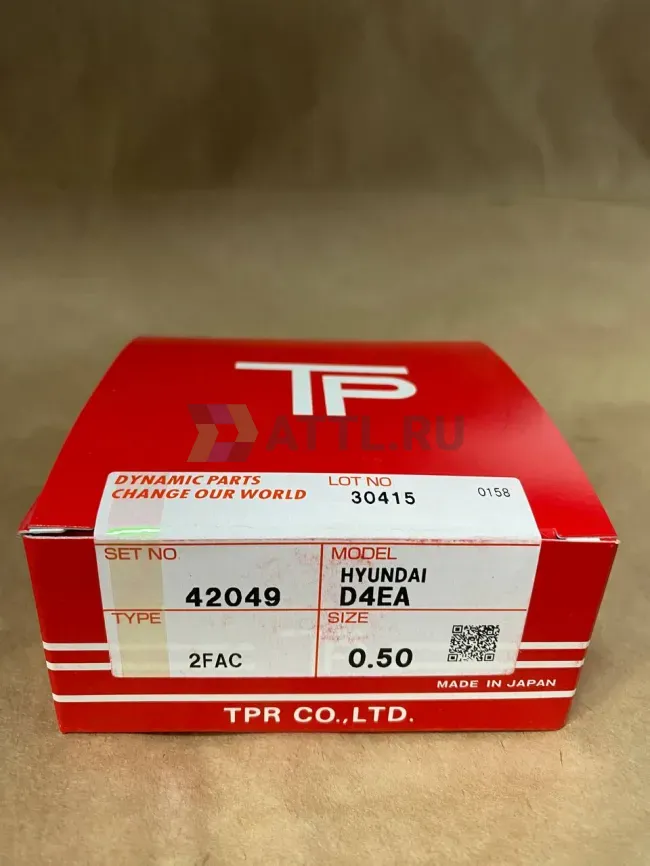 TP
ATTL.RU
DYNAMIC PARTS
CHANGE OUR WORLD
LOT NO
30415
0158
SET NO.
42049
MODEL
HYUNDAI
D4EA
TYPE
2FAC
SIZE
0.50
MADE IN JAPAN
TPR CO.,LTD.